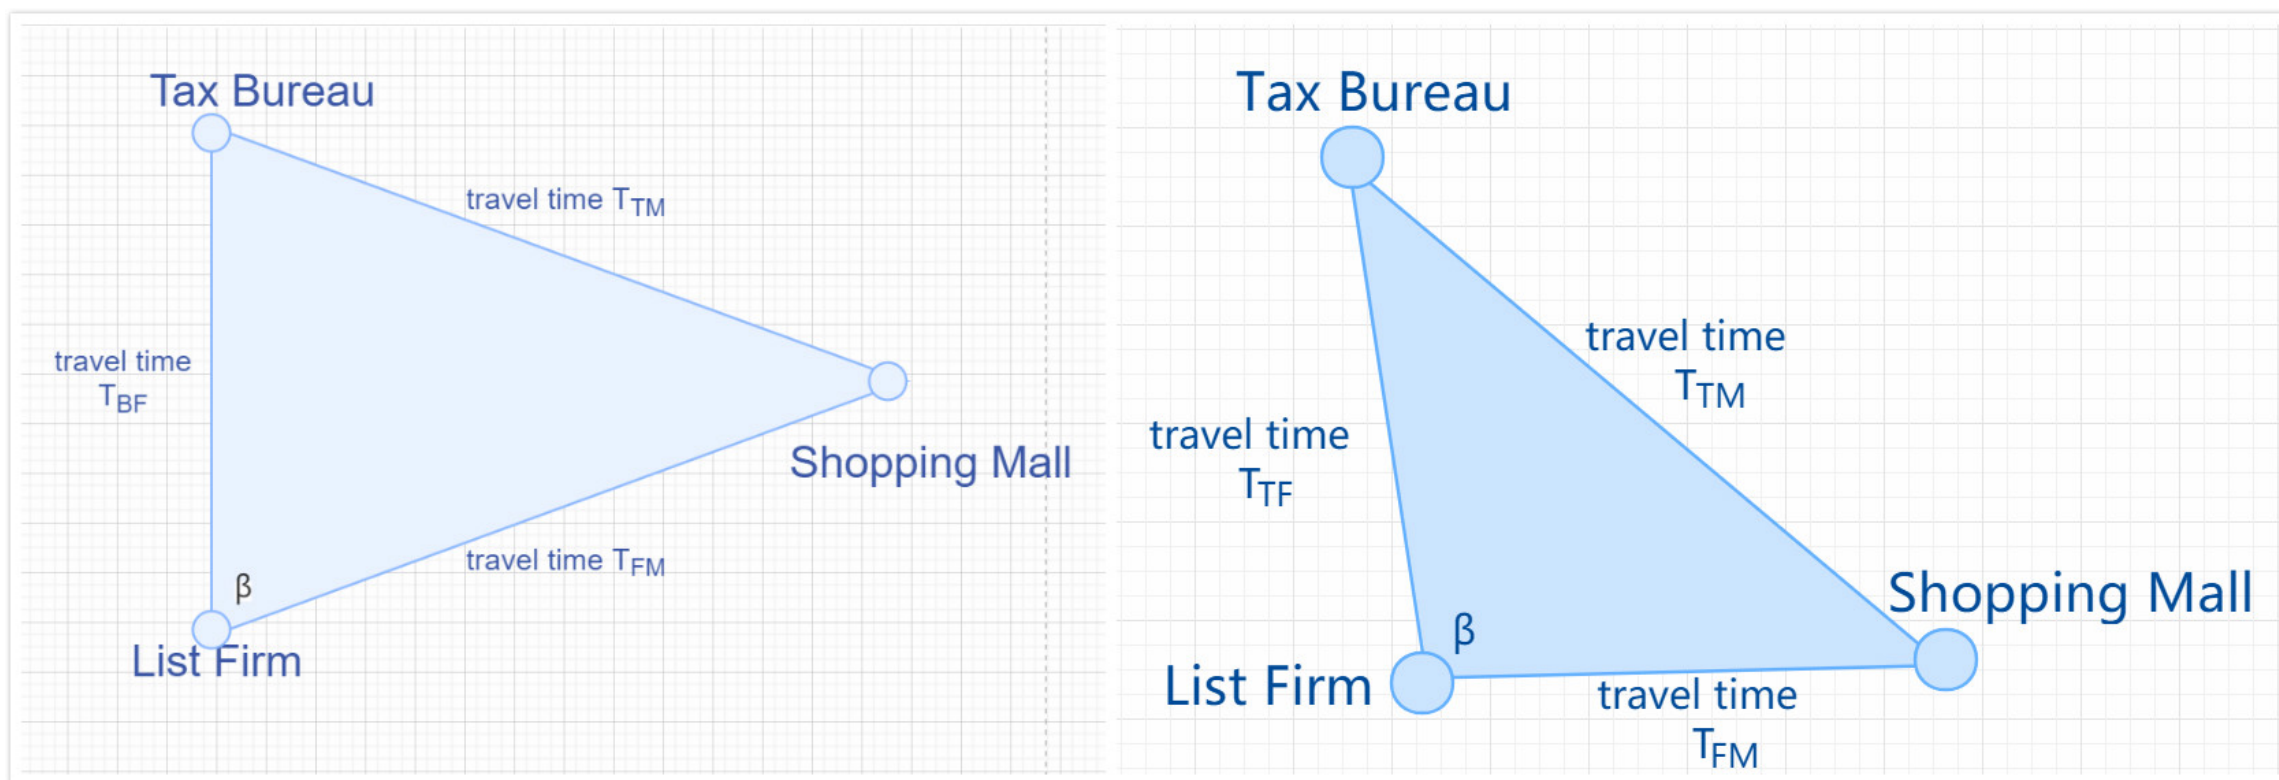 Tax Bureau
travel time TTM
travel time
TBF
Shopping Mall
travel time TFM
β
List Firm
Tax Bureau
travel time
TTM
travel time
TTF
Shopping Mall
β
List Firm
travel time
TFM